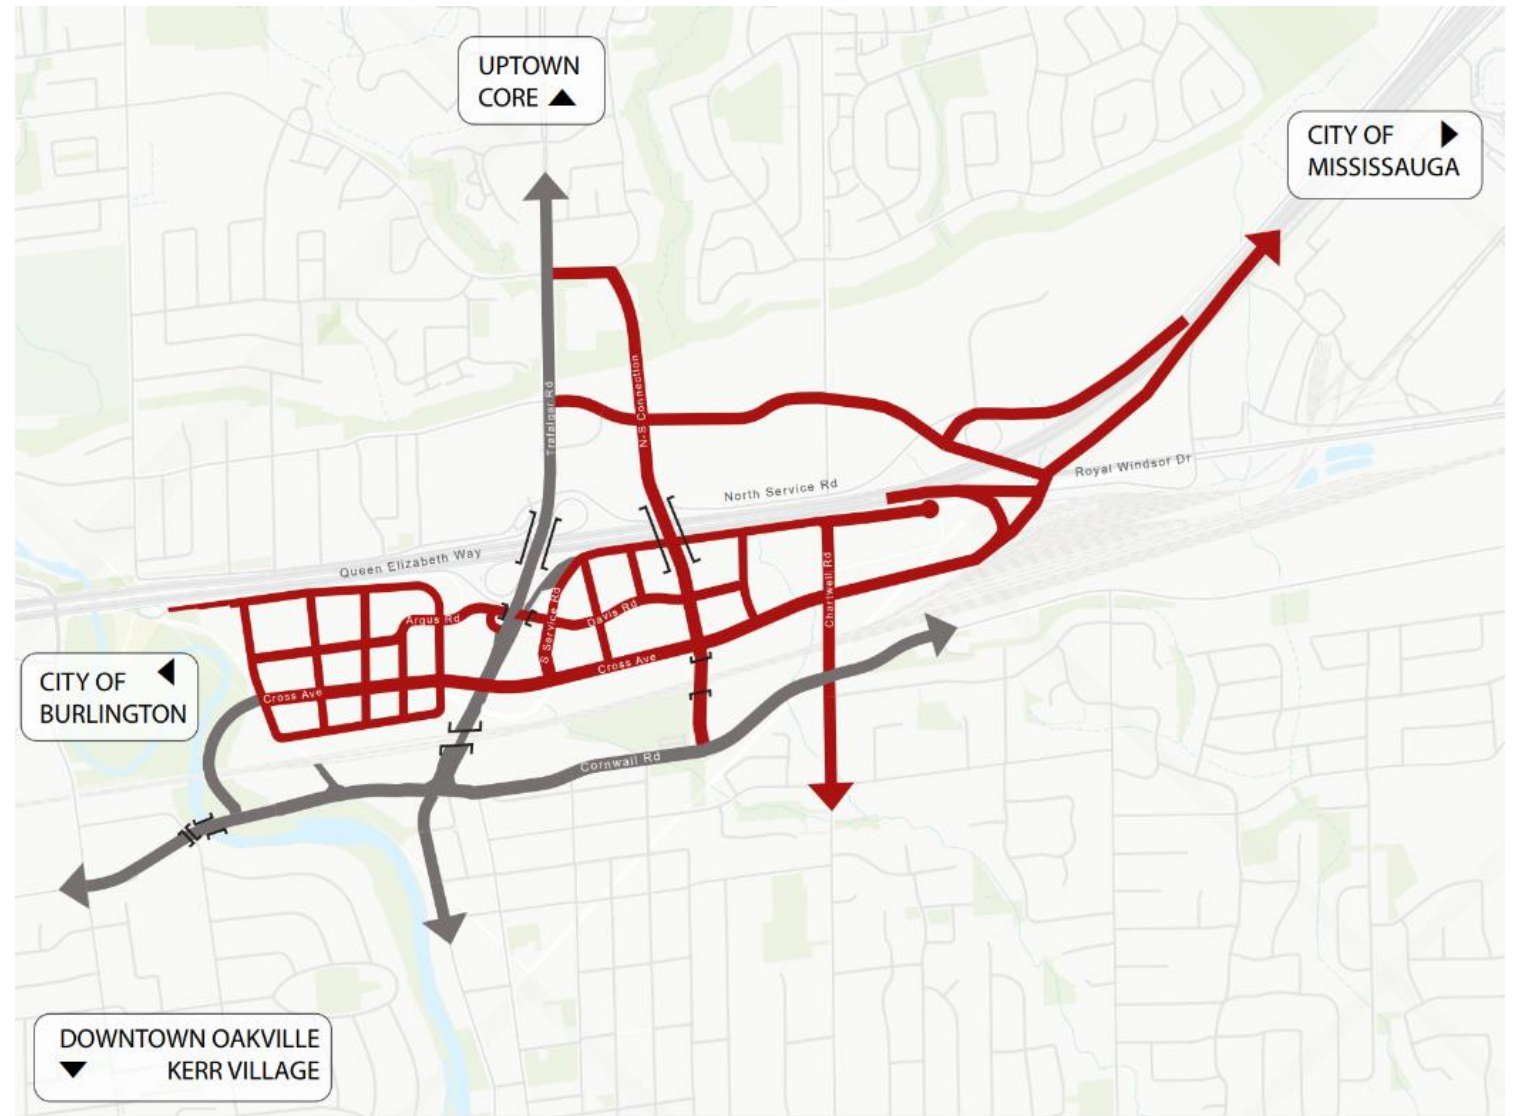 UPTOWN
CORE
CITY OF
MISSISSAUGA
Trafalgar Rd
N-S Connection
Royal Windsor Dr
North Service Rd
Queen Elizabeth Way
Chartwell Rd
S Service Rd
Davis Rd
Argus Rd
Cross Ave
Cross Ave
CITY OF
BURLINGTON
Cornwall Rd
DOWNTOWN OAKVILLE
KERR VILLAGE